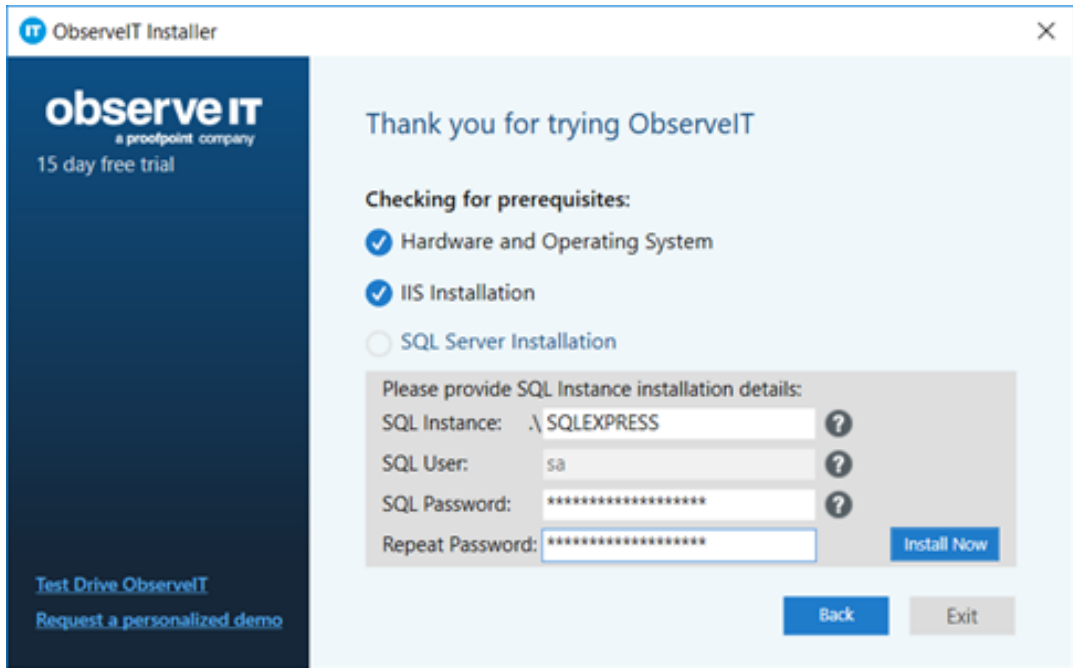 IT ObserveIT Installer
observe IT
a proofpoint company
15 day free trial
Thank you for trying ObserveIT
Checking for prerequisites:
Hardware and Operating System
IIS Installation
SQL Server Installation
Please provide SQL Instance installation details:
SQL Instance: .\ SQLEXPRESS ?
SQL User: sa ?
SQL Password: ******************* ?
Repeat Password: *******************
Install Now
Test Drive ObserveIT
Request a personalized demo
Back Exit